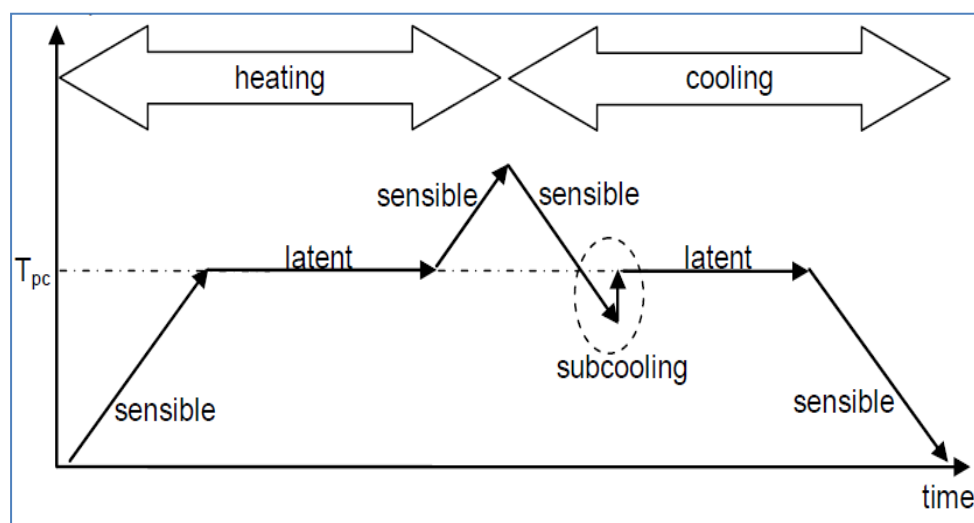 heating
cooling
sensible
sensible
T_pc
latent
latent
subcooling
sensible
sensible
time